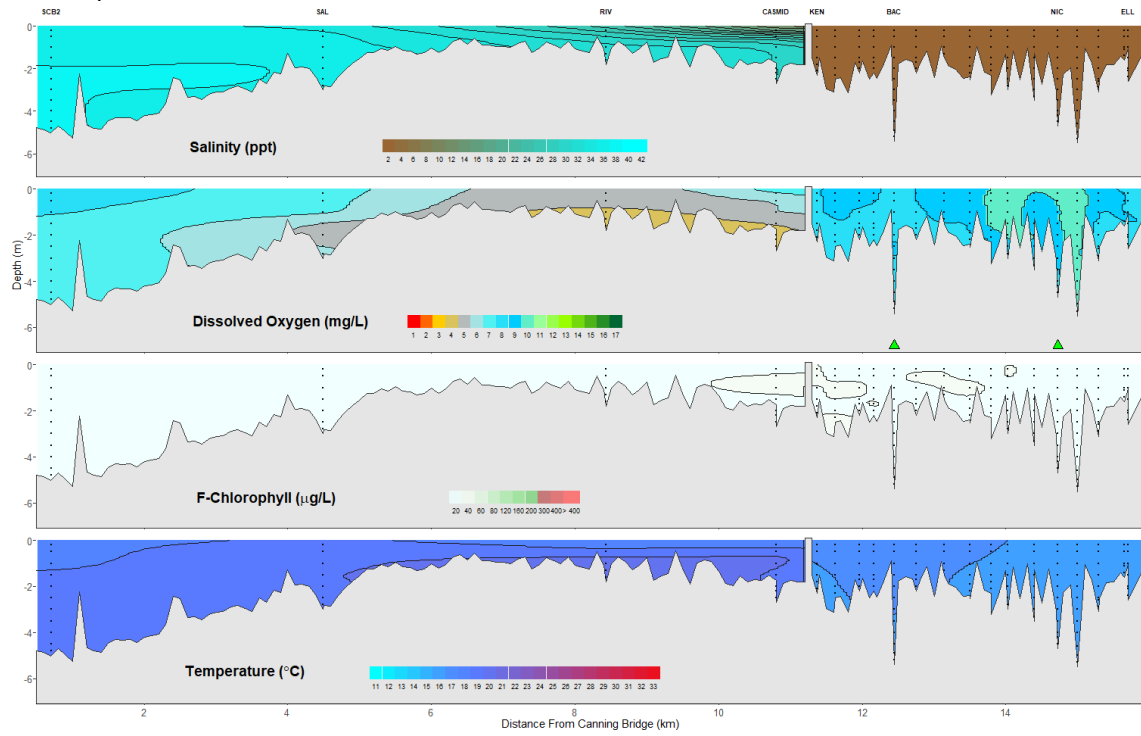 SCB2 SAL RIV CASMID KEN BAC NIC ELL
0
-2
-4
-6
Salinity (ppt)
2 4 6 8 10 12 14 16 18 20 22 24 26 28 30 32 34 36 38 40 42
0
-2
-4
-6
Dissolved Oxygen (mg/L)
1 2 3 4 5 6 7 8 9 10 11 12 13 14 15 16 17
Depth (m)
0
-2
-4
-6
F-Chlorophyll (μg/L)
20 40 60 80 120 160 200 300 400 > 400
0
-2
-4
-6
Temperature (°C)
11 12 13 14 15 16 17 18 19 20 21 22 23 24 25 26 27 28 29 30 31 32 33
2 4 6 8 10 12 14
Distance From Canning Bridge (km)